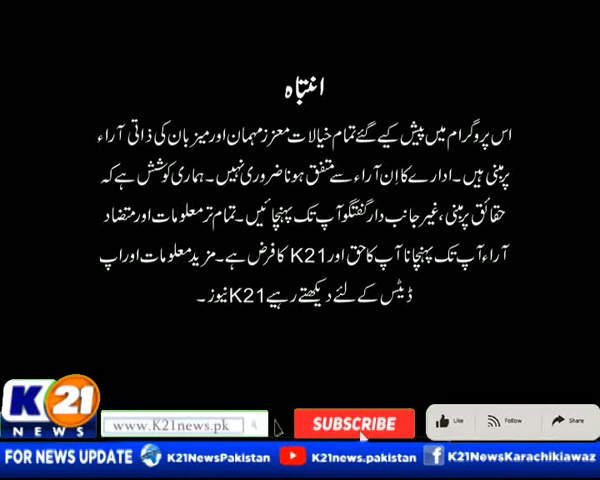 انتباہ
اس پروگرام میں پیش کیے گئے تمام خیالات معزز مہمان اور میزبان کی ذاتی آراء
پر مبنی ہیں۔ ادارے کا اِن آراء سے متفق ہونا ضروری نہیں۔ ہماری کوشش ہے کہ
حقائق پر مبنی، غیر جانب دار گفتگو آپ تک پہنچائیں۔ تمام تر معلومات اور متضاد
آراء آپ تک پہنچانا آپ کا حق اور K21 کا فرض ہے۔ مزید معلومات اور اپ
ڈیٹس کے لئے دیکھتے رہیے K21 نیوز۔
K21
NEWS
www.K21news.pk
SUBSCRIBE
Like
Follow
Share
FOR NEWS UPDATE
K21NewsPakistan
K21news.pakistan
K21NewsKarachikiawaz